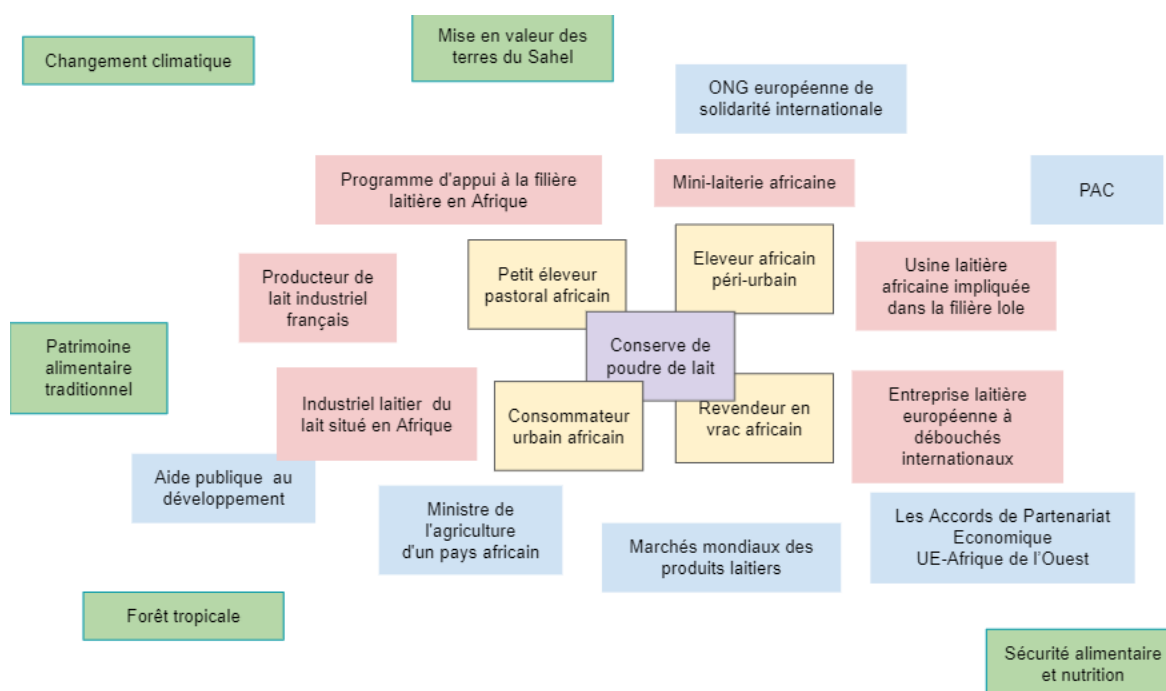 Changement climatique
Mise en valeur des
terres du Sahel
ONG européenne de
solidarité internationale
Programme d'appui à la filière
laitière en Afrique
Mini-laiterie africaine
PAC
Producteur de
lait industriel
français
Petit éleveur
pastoral africain
Eleveur africain
péri-urbain
Usine laitière
africaine impliquée
dans la filière lole
Patrimoine
alimentaire
traditionnel
Conserve de
poudre de lait
Industriel laitier du
lait situé en Afrique
Consommateur
urbain africain
Revendeur en
vrac africain
Entreprise laitière
européenne à
débouchés
internationaux
Aide publique au
développement
Ministre de
l'agriculture
d'un pays africain
Marchés mondiaux des
produits laitiers
Les Accords de Partenariat
Economique
UE-Afrique de l'Ouest
Forêt tropicale
Sécurité alimentaire
et nutrition